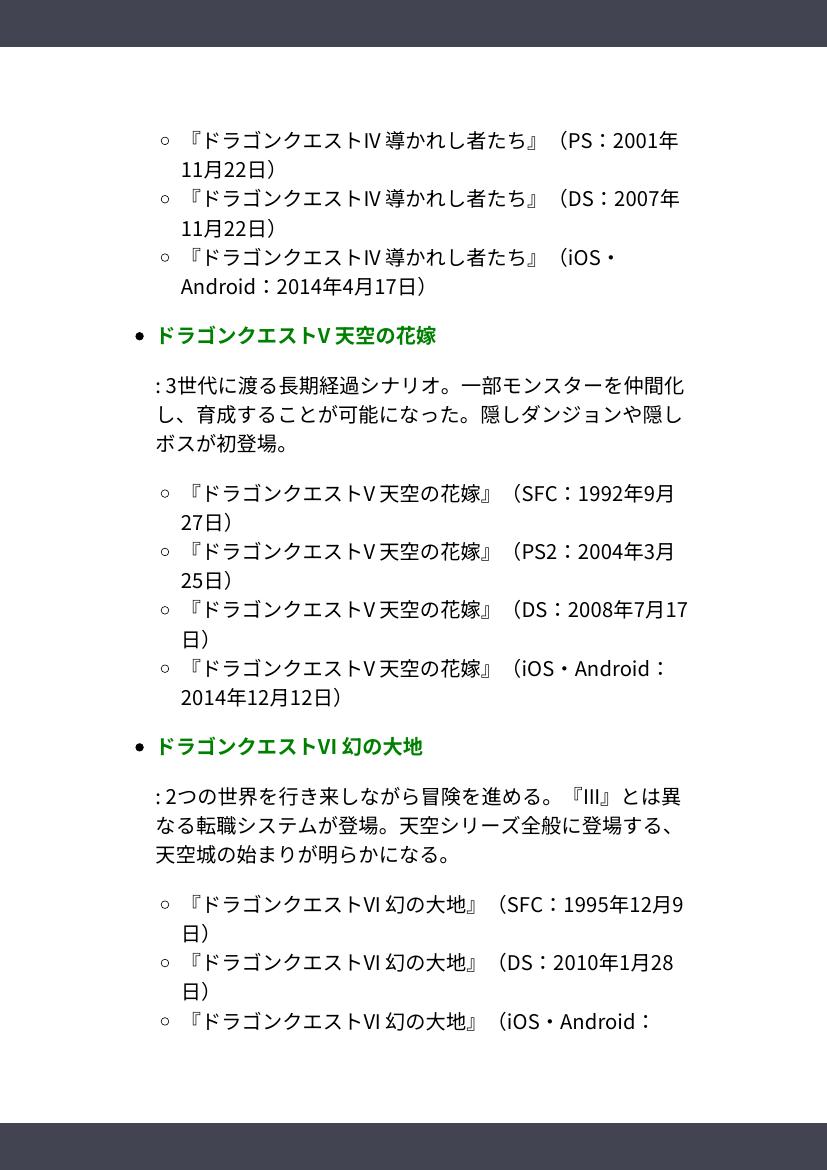 『ドラゴンクエストⅣ 導かれし者たち』（PS：2001年
11月22日）
『ドラゴンクエストⅣ 導かれし者たち』（DS：2007年
11月22日）
『ドラゴンクエストⅣ 導かれし者たち』（iOS・
Android：2014年4月17日）
ドラゴンクエストV 天空の花嫁
: 3世代に渡る長期経過シナリオ。一部モンスターを仲間化
し、育成することが可能になった。隠しダンジョンや隠し
ボスが初登場。
『ドラゴンクエストV 天空の花嫁』（SFC：1992年9月
27日）
『ドラゴンクエストV 天空の花嫁』（PS2：2004年3月
25日）
『ドラゴンクエストV 天空の花嫁』（DS：2008年7月17
日）
『ドラゴンクエストV 天空の花嫁』（iOS・Android：
2014年12月12日）
ドラゴンクエストVI 幻の大地
: 2つの世界を行き来しながら冒険を進める。『III』とは異
なる転職システムが登場。天空シリーズ全般に登場する、
天空城の始まりが明らかになる。
『ドラゴンクエストVI 幻の大地』（SFC：1995年12月9
日）
『ドラゴンクエストVI 幻の大地』（DS：2010年1月28
日）
『ドラゴンクエストVI 幻の大地』（iOS・Android：